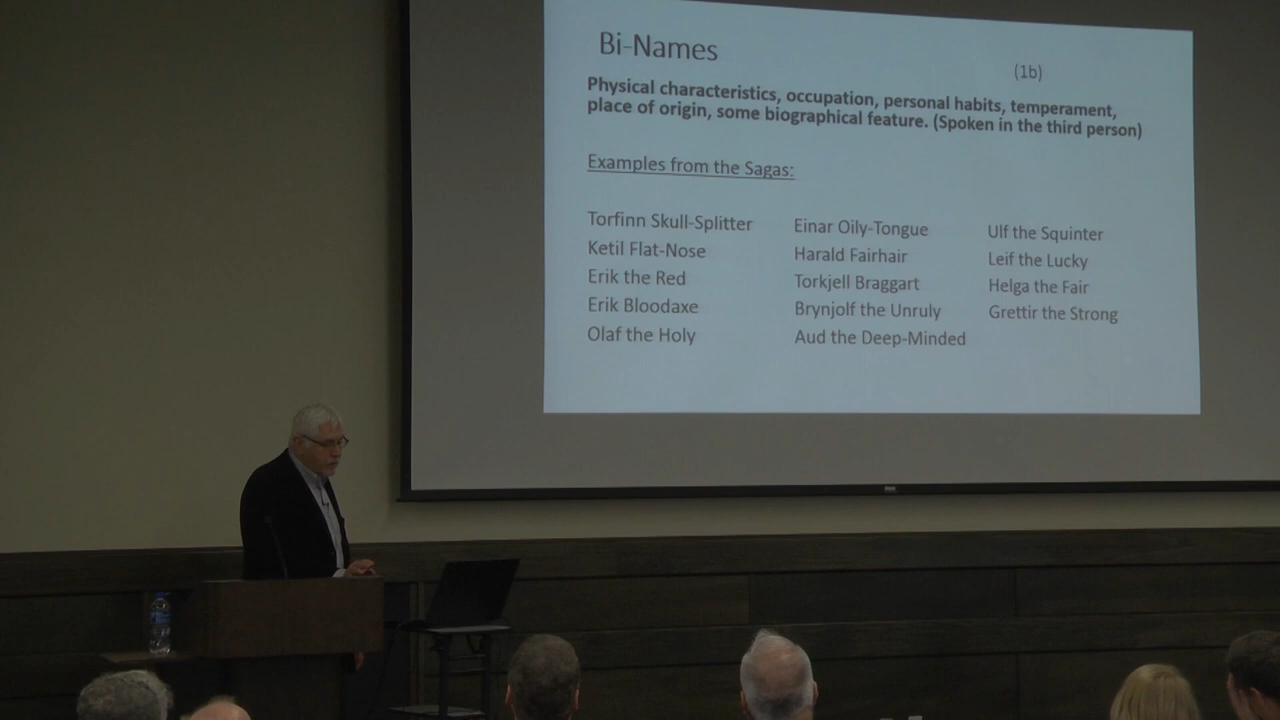 Bi-Names
(1b)
Physical characteristics, occupation, personal habits, temperament,
place of origin, some biographical feature. (Spoken in the third person)
Examples from the Sagas:
Torfinn Skull-Splitter
Ketil Flat-Nose
Erik the Red
Erik Bloodaxe
Olaf the Holy
Einar Oily-Tongue
Harald Fairhair
Torkjell Braggart
Brynjolf the Unruly
Aud the Deep-Minded
Ulf the Squinter
Leif the Lucky
Helga the Fair
Grettir the Strong